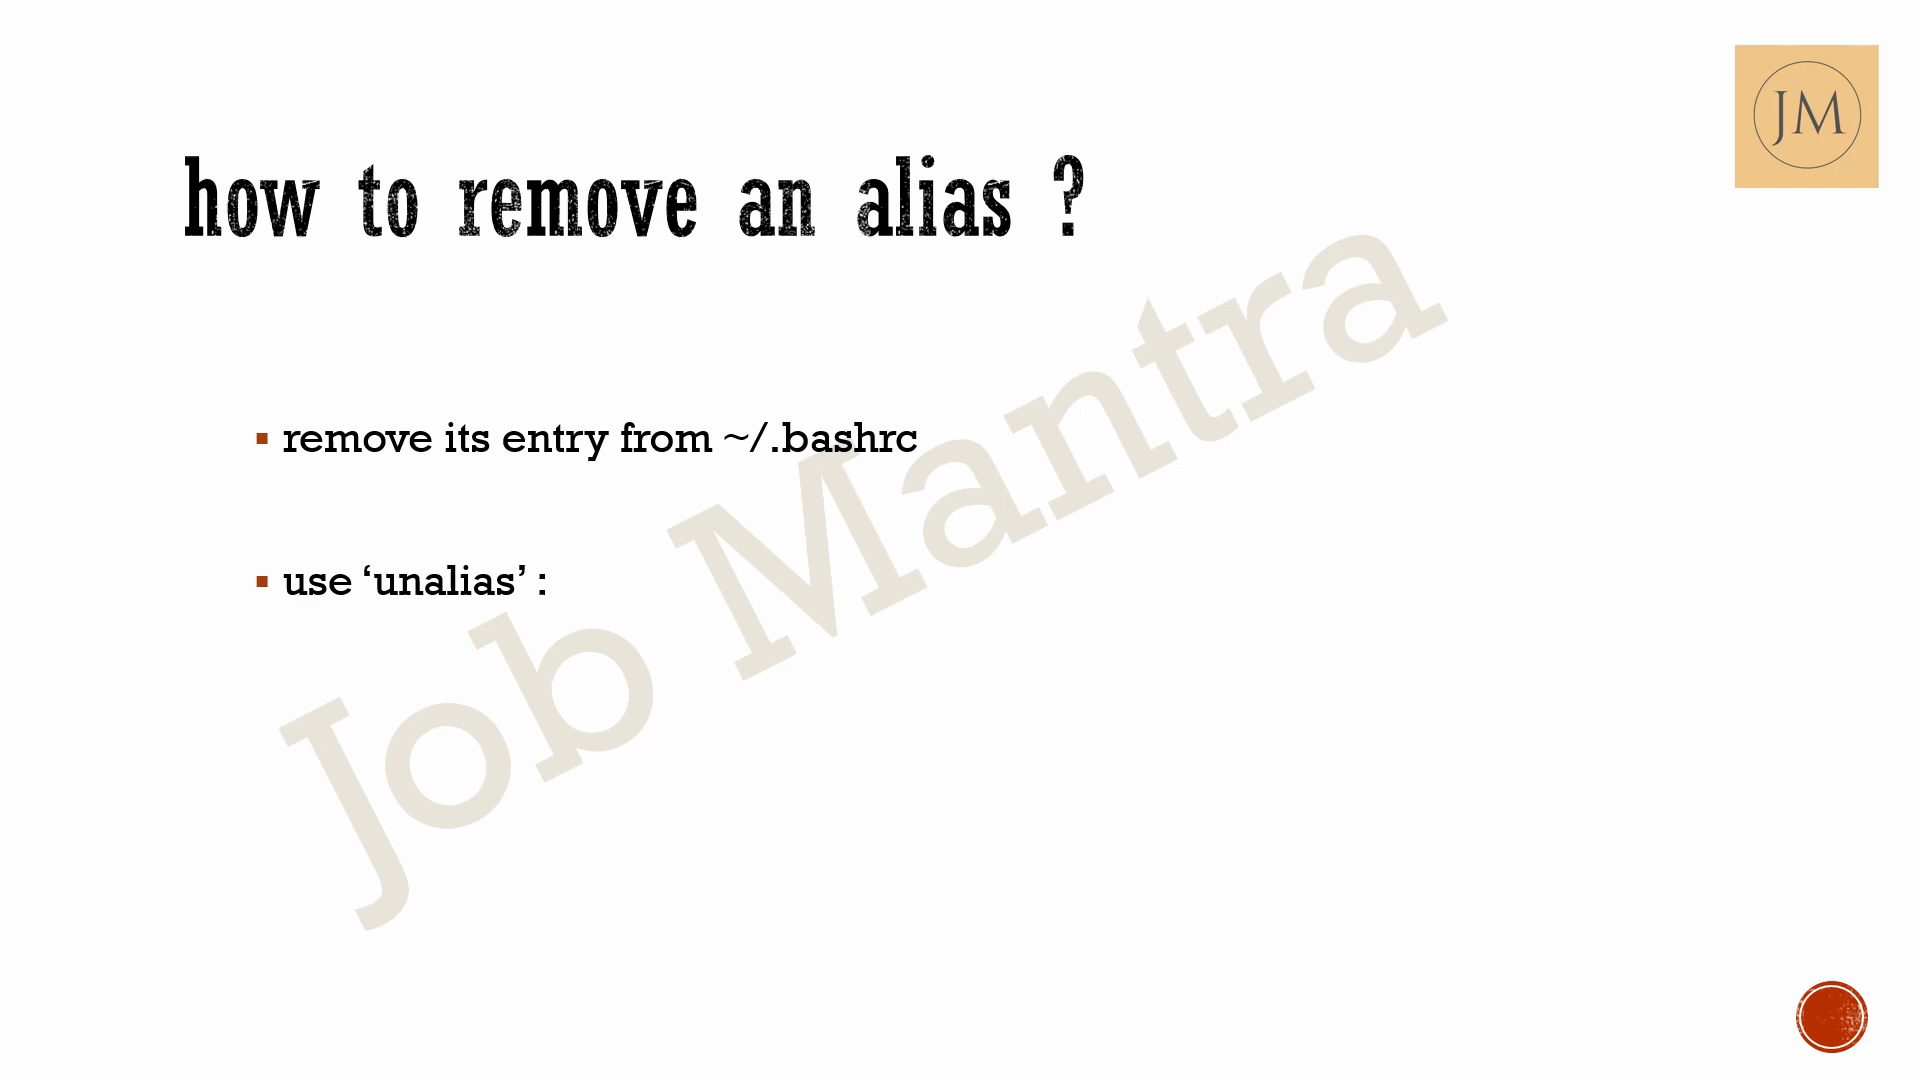 JM
how to remove an alias ?
▪ remove its entry from ~/.bashrc
▪ use ‘unalias’ :
Job Mantra